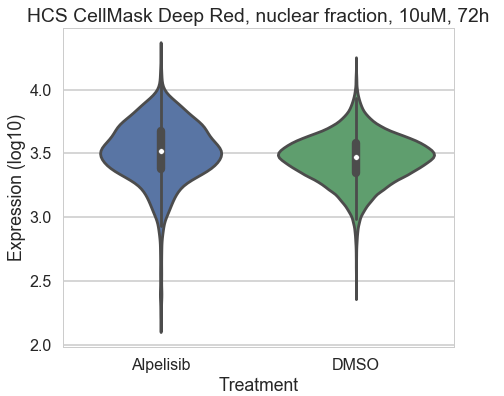 HCS CellMask Deep Red, nuclear fraction, 10uM, 72h
Expression (log10)
4.0
3.5
3.0
2.5
2.0
Alpelisib DMSO
Treatment